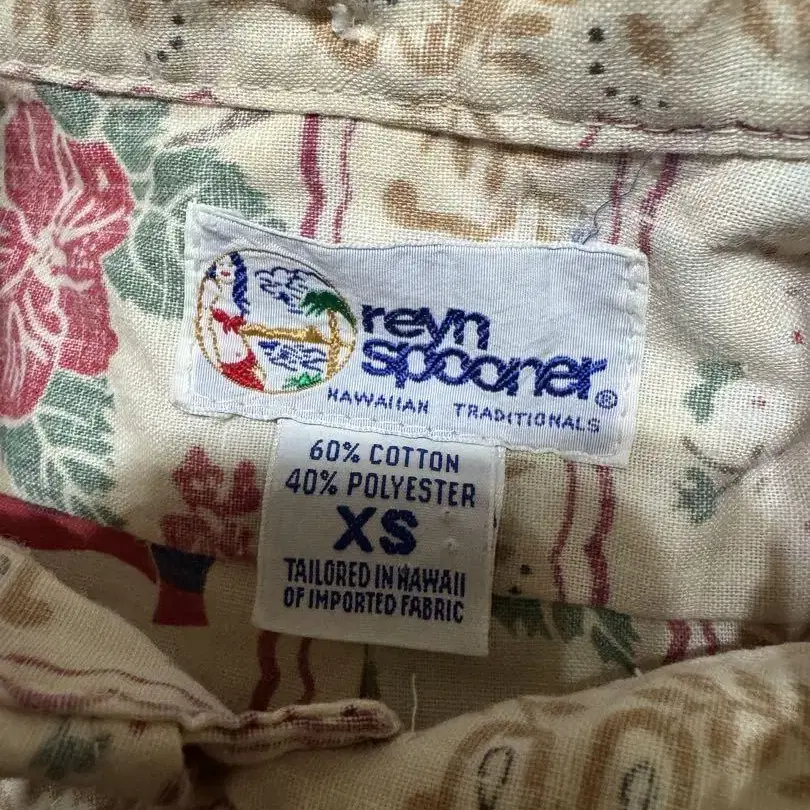 reyn
spooner®
HAWAIIAN TRADITIONALS
60% COTTON
40% POLYESTER
XS
TAILORED IN HAWAII
OF IMPORTED FABRIC